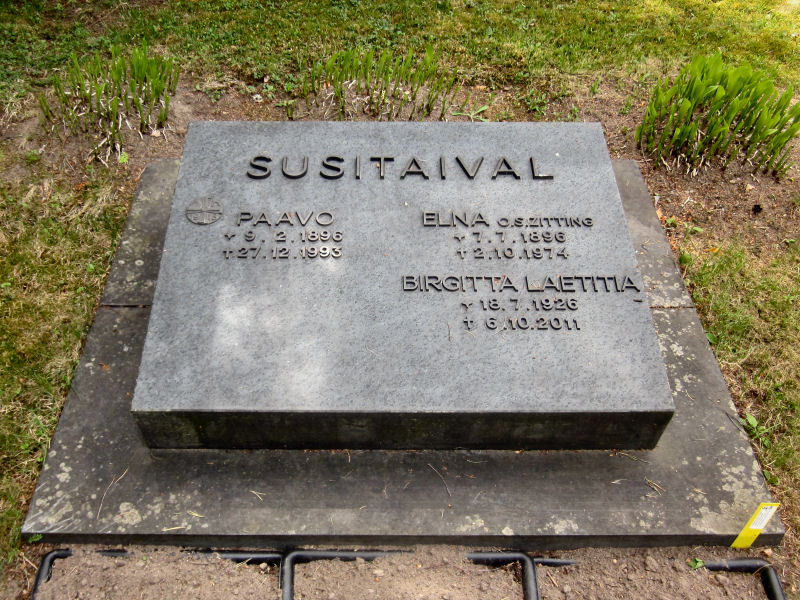 SUSITAIVAL
PAAVO
9.2.1896
†27.12.1993
ELNA O.S.ZITTING
7.7.1896
† 2.10.1974
BIRGITTA LAETITIA
18.7.1926
† 6.10.2011